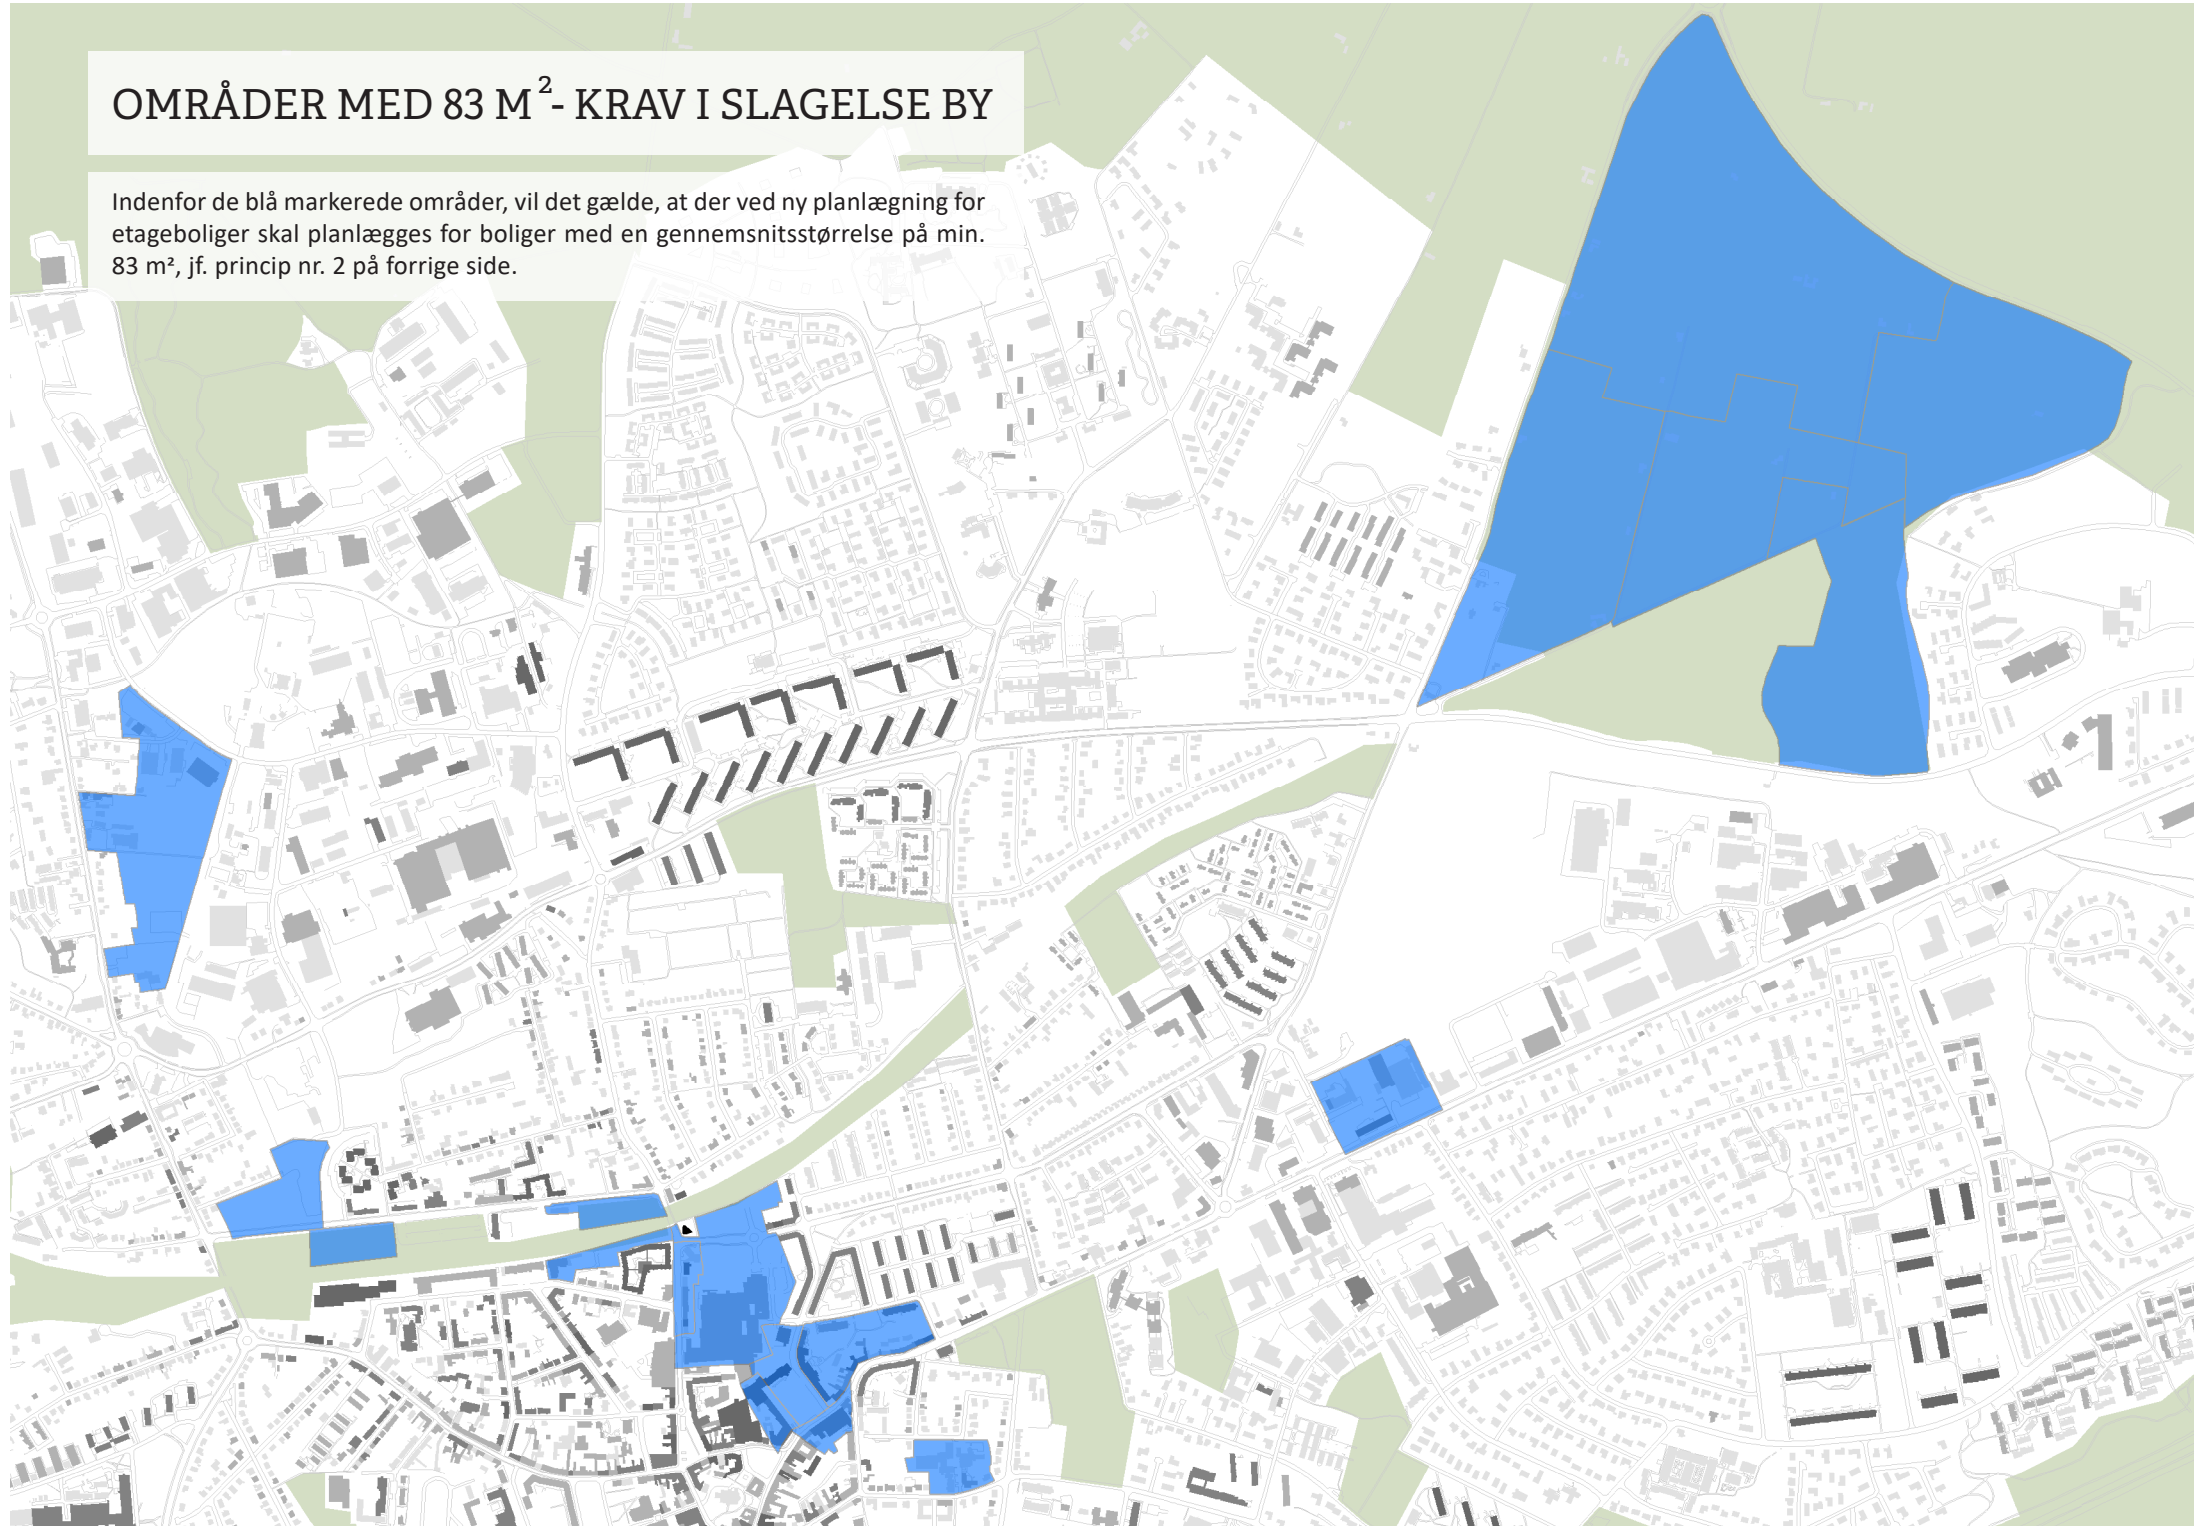 OMRÅDER MED 83 M²- KRAV I SLAGELSE BY
Indenfor de blå markerede områder, vil det gælde, at der ved ny planlægning for
etageboliger skal planlægges for boliger med en gennemsnitsstørrelse på min.
83 m², jf. princip nr. 2 på forrige side.